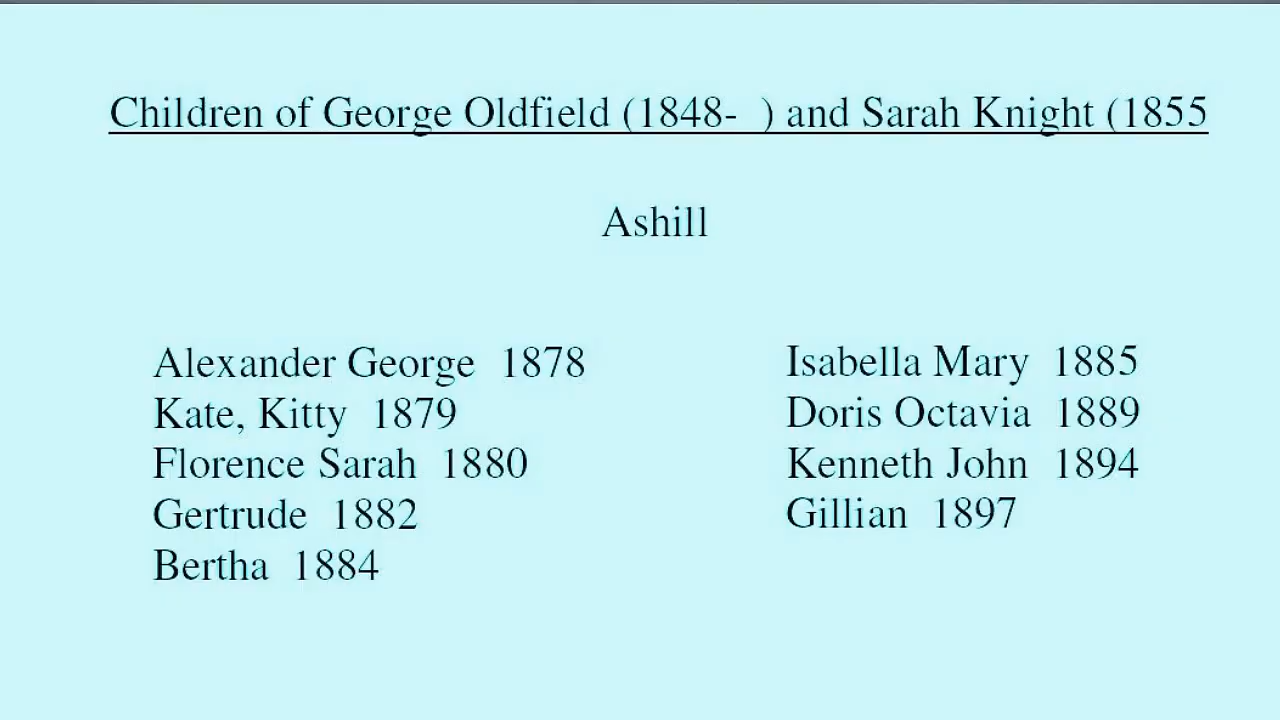 Children of George Oldfield (1848-  ) and Sarah Knight (1855
Ashill
Alexander George  1878
Kate, Kitty  1879
Florence Sarah  1880
Gertrude  1882
Bertha  1884
Isabella Mary  1885
Doris Octavia  1889
Kenneth John  1894
Gillian  1897